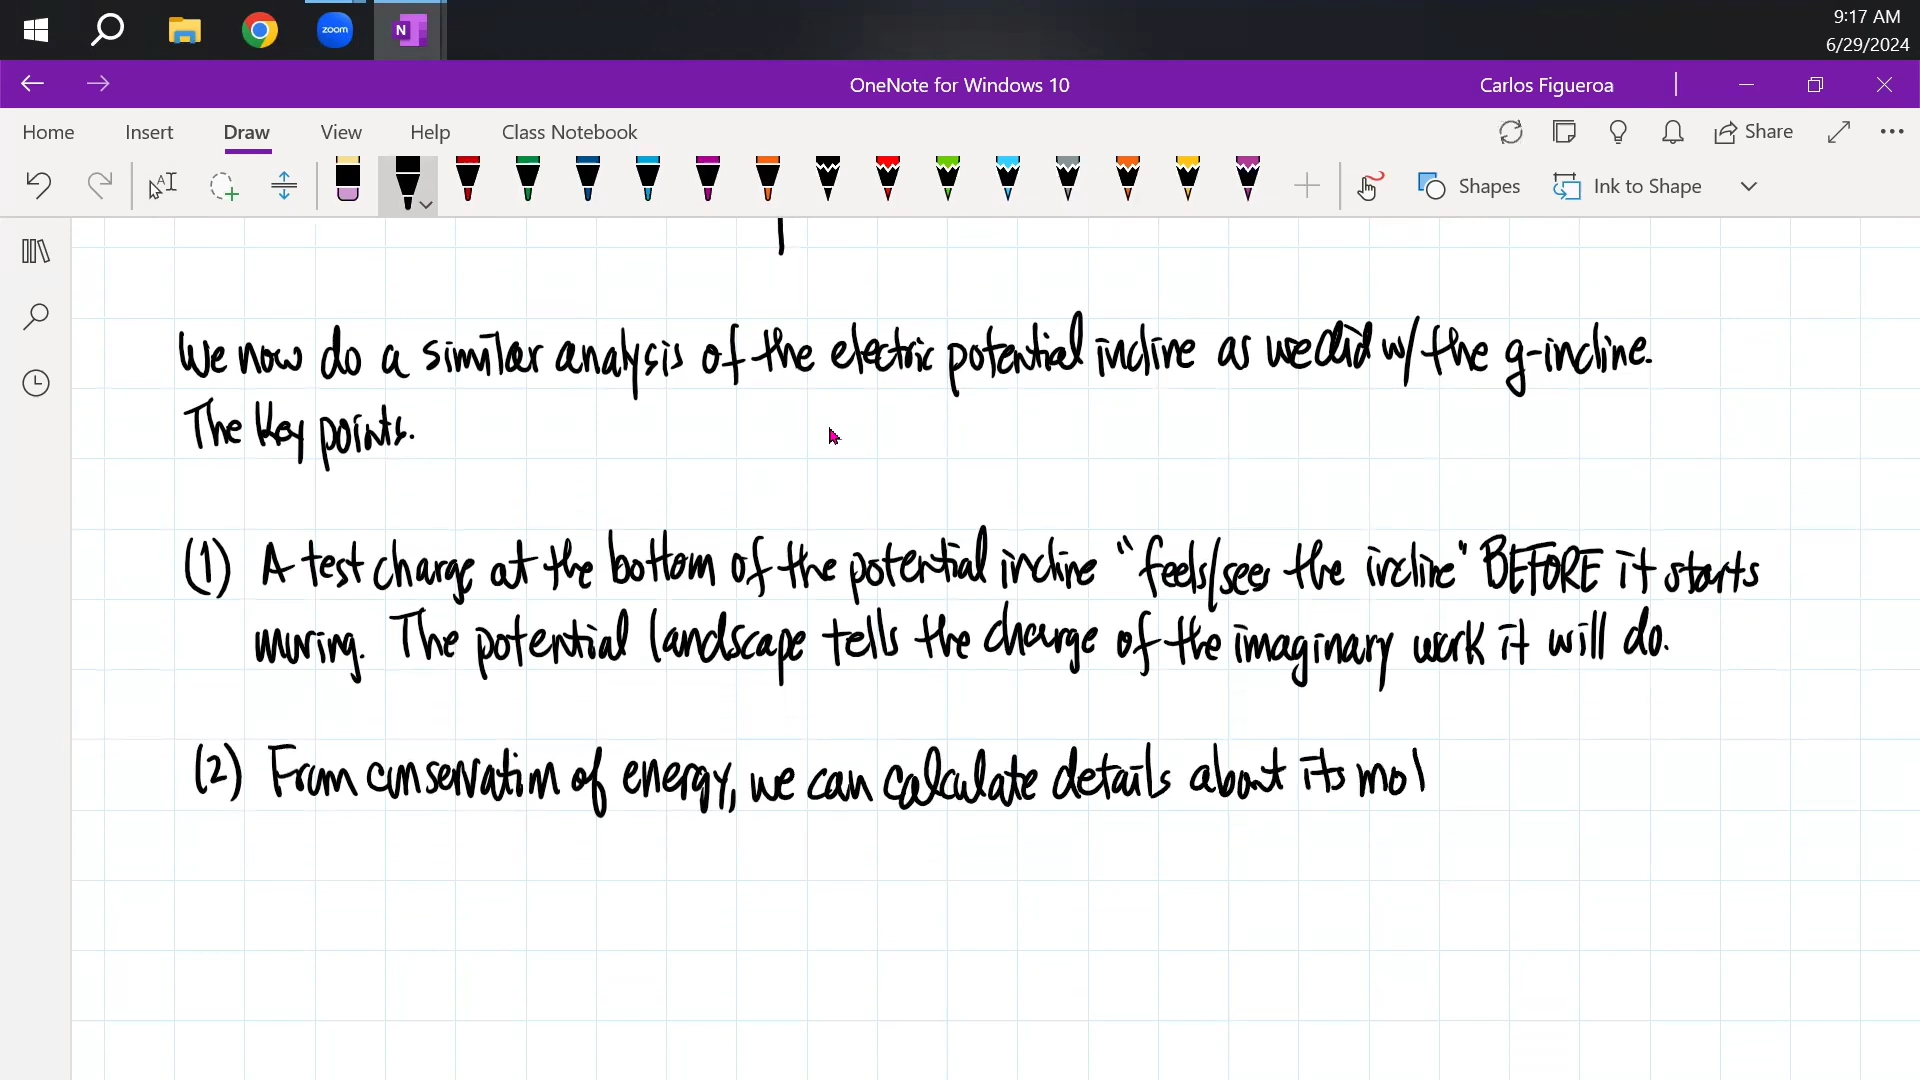 9:17 AM
6/29/2024
zoom
N
OneNote for Windows 10
Carlos Figueroa
Home Insert Draw View Help Class Notebook
Share
Shapes
Ink to Shape
We now do a similar analysis of the electric potential incline as we did w/ the g-incline.
The key points.
(1) A test charge at the bottom of the potential incline "feels/sees the incline" BEFORE it starts
moving. The potential landscape tells the charge of the imaginary work it will do.
(2) From conservation of energy, we can calculate details about its mo